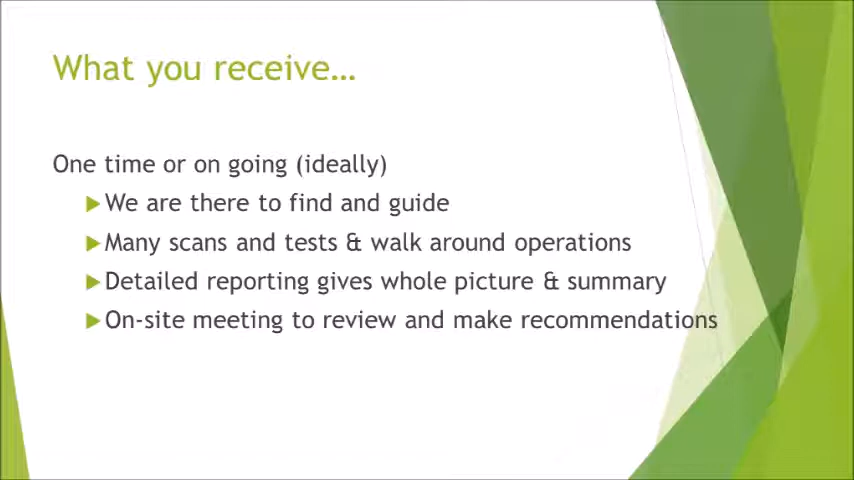 What you receive…
One time or on going (ideally)
We are there to find and guide
Many scans and tests & walk around operations
Detailed reporting gives whole picture & summary
On-site meeting to review and make recommendations